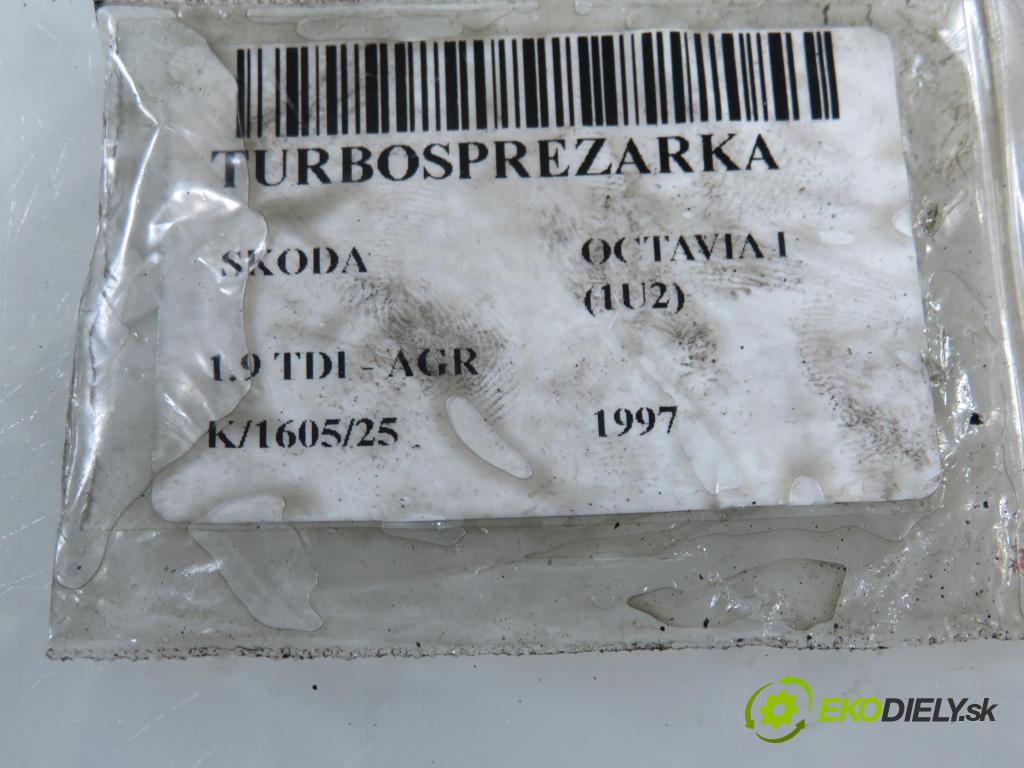 TURBOSPREZARKA
SKODA OCTAVIA I
(1U2)
1.9 TDI - AGR
K/1605/25 1997
EKODIELY.sk